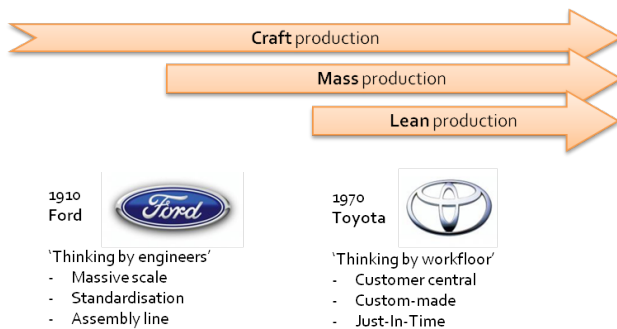 Craft production
Mass production
Lean production
1910
Ford
Ford
'Thinking by engineers'
- Massive scale
- Standardisation
- Assembly line
1970
Toyota
'Thinking by workfloor'
- Customer central
- Custom-made
- Just-In-Time